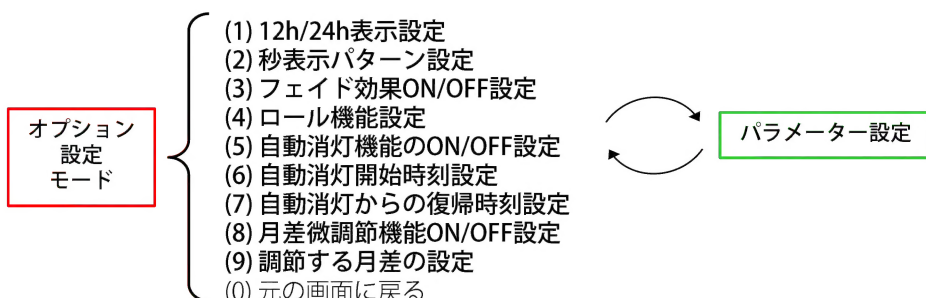 オプション
設定
モード
(1) 12h/24h表示設定
(2) 秒表示パターン設定
(3) フェイド効果ON/OFF設定
(4) ロール機能設定
(5) 自動消灯機能のON/OFF設定
(6) 自動消灯開始時刻設定
(7) 自動消灯からの復帰時刻設定
(8) 月差微調節機能ON/OFF設定
(9) 調節する月差の設定
(0) 元の画面に戻る
パラメーター設定